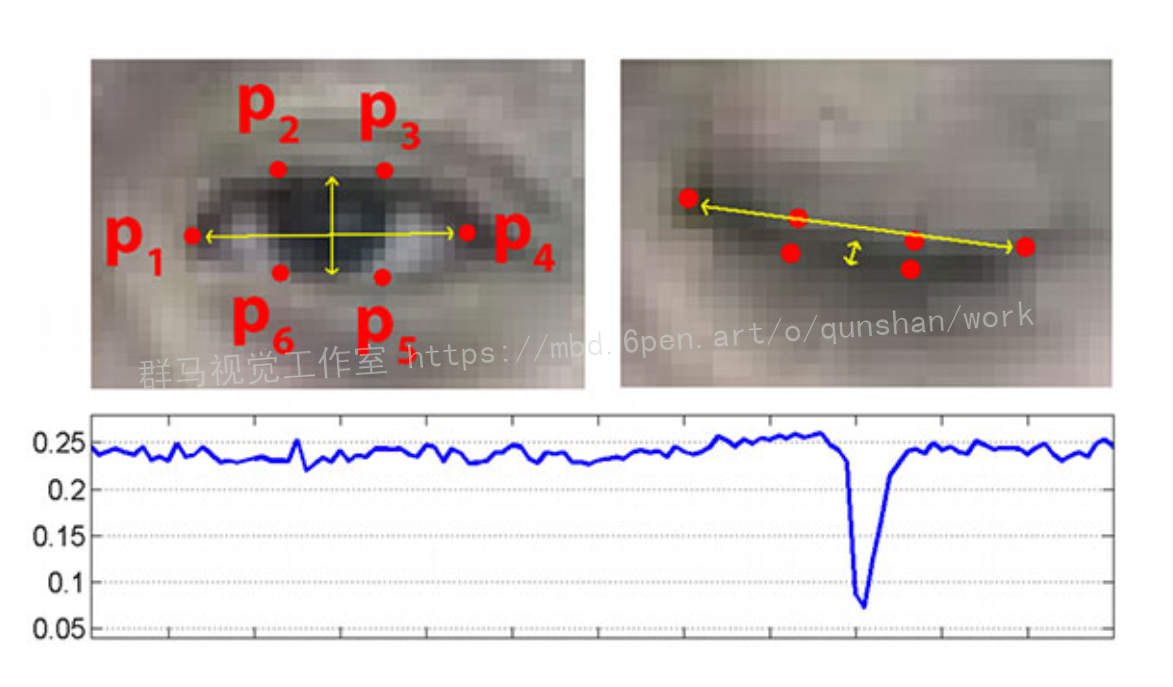 p2 p3
p1 p4
p6 p5
群马视觉工作室 https://mbd.6pen.art/o/qunshan/work
0.25
0.2
0.15
0.1
0.05